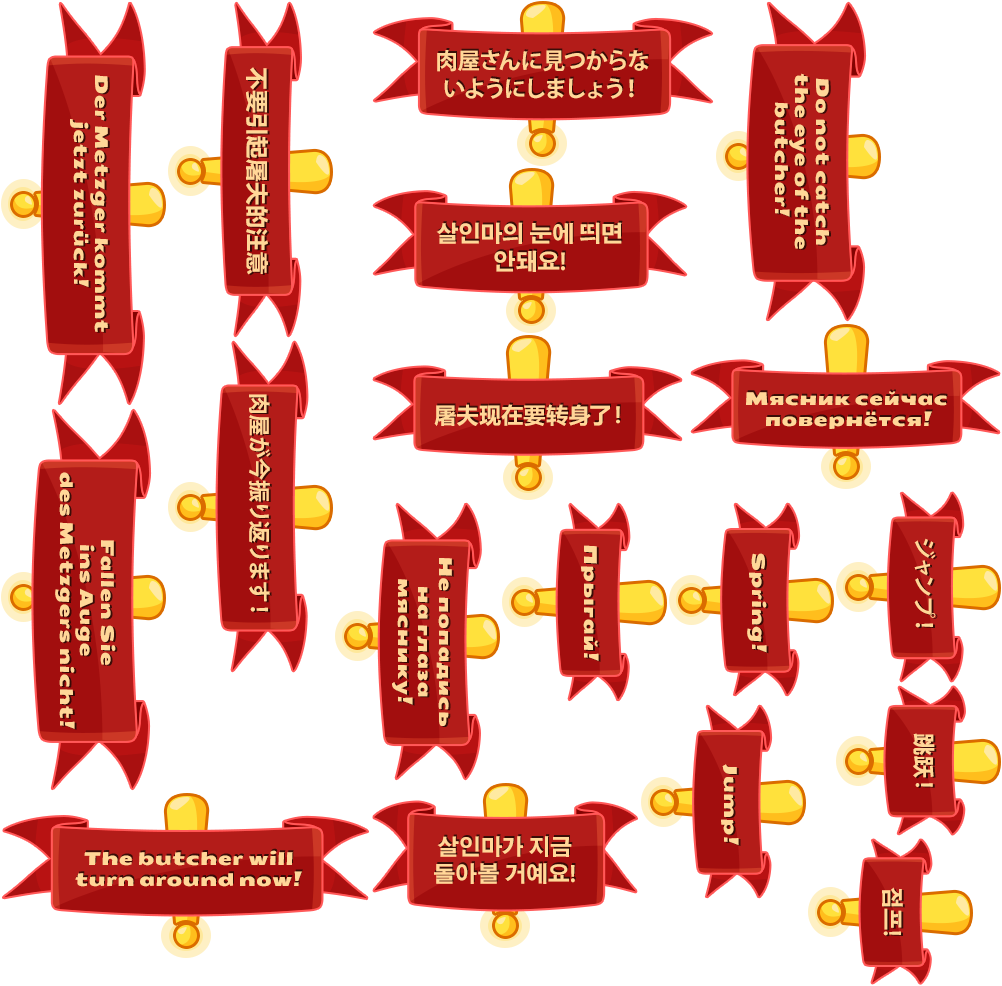 Der Metzger kommt
jetzt zurück!
不要引起屠夫的注意
肉屋さんに見つからな
いようにしましょう!
Do not catch
the eye of the
butcher!
살인마의 눈에 띄면
안돼요!
屠夫现在要转身了!
Мясник сейчас
повернётся!
Fallen Sie
ins Auge
des Metzgers nicht!
肉屋が今振り返ります!
Не попадись
на глаза
мяснику!
Прыгай!
Spring!
ジャンプ!
Jump!
跳跃!
The butcher will
turn around now!
살인마가 지금
돌아볼 거예요!
점프!